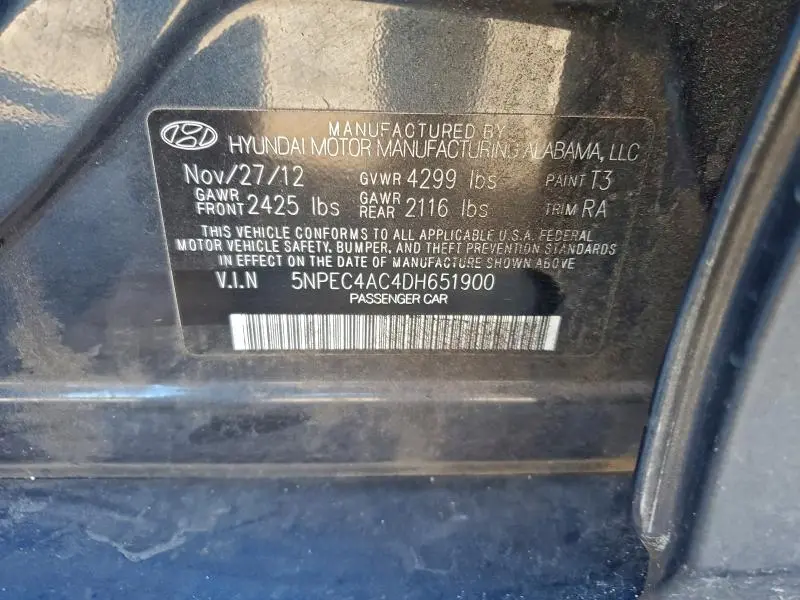 MANUFACTURED BY
HYUNDAI MOTOR MANUFACTURING ALABAMA, LLC
Nov/27/12 GVWR 4299 lbs PAINT T3
GAWR FRONT 2425 lbs GAWR REAR 2116 lbs TRIM RA
THIS VEHICLE CONFORMS TO ALL APPLICABLE U.S.A. FEDERAL
MOTOR VEHICLE SAFETY, BUMPER, AND THEFT PREVENTION STANDARDS
IN EFFECT ON THE DATE OF MANUFACTURE SHOWN ABOVE
V.I.N 5NPEC4AC4DH651900
PASSENGER CAR